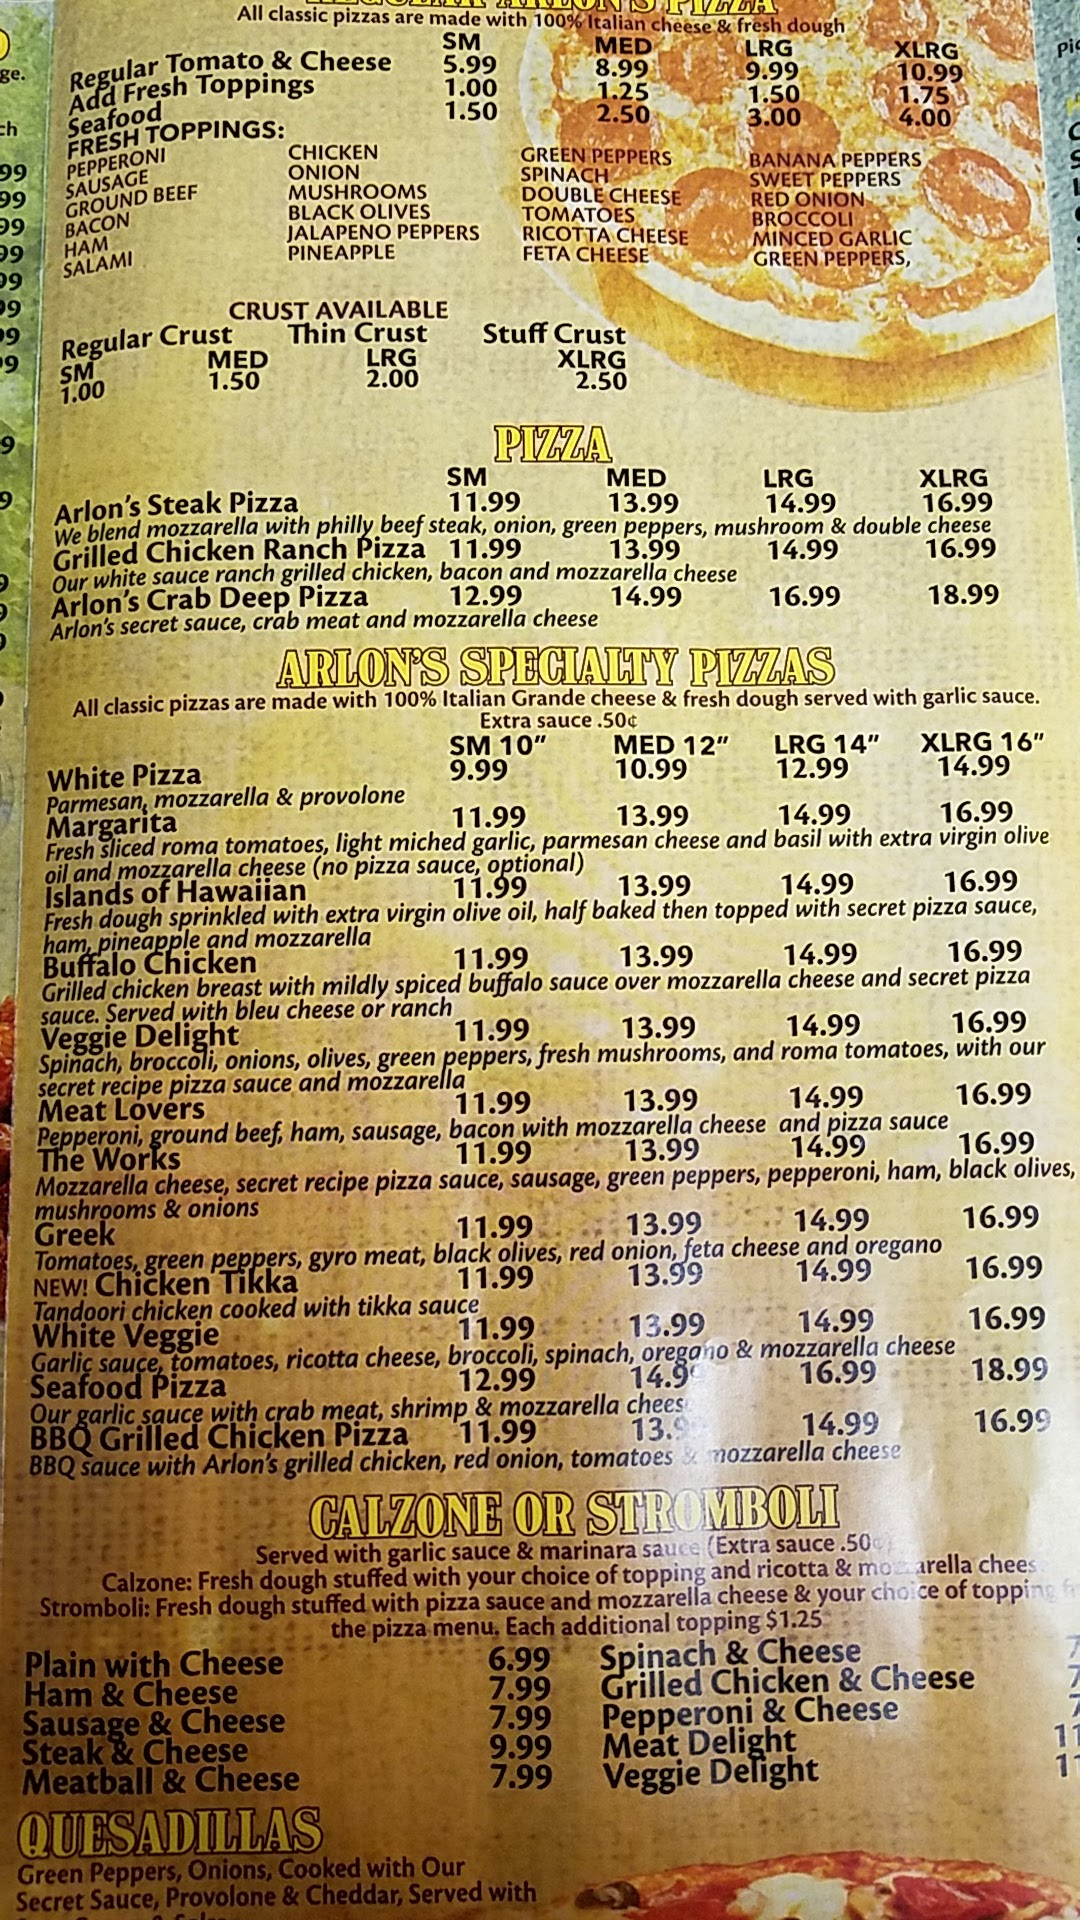 REGULAR ARLON'S PIZZA
All classic pizzas are made with 100% Italian cheese & fresh dough
SM MED LRG XLRG
Regular Tomato & Cheese 5.99 8.99 9.99 10.99
Add Fresh Toppings 1.00 1.25 1.50 1.75
Seafood 1.50 2.50 3.00 4.00
FRESH TOPPINGS:
PEPPERONI CHICKEN GREEN PEPPERS BANANA PEPPERS
SAUSAGE ONION SPINACH SWEET PEPPERS
GROUND BEEF MUSHROOMS DOUBLE CHEESE RED ONION
BACON BLACK OLIVES TOMATOES BROCCOLI
HAM JALAPENO PEPPERS RICOTTA CHEESE MINCED GARLIC
SALAMI PINEAPPLE FETA CHEESE GREEN PEPPERS,
CRUST AVAILABLE
Regular Crust Thin Crust Stuff Crust
SM MED LRG XLRG
1.00 1.50 2.00 2.50
PIZZA
SM MED LRG XLRG
Arlon's Steak Pizza 11.99 13.99 14.99 16.99
We blend mozzarella with philly beef steak, onion, green peppers, mushroom & double cheese
Grilled Chicken Ranch Pizza 11.99 13.99 14.99 16.99
Our white sauce ranch grilled chicken, bacon and mozzarella cheese
Arlon's Crab Deep Pizza 12.99 14.99 16.99 18.99
Arlon's secret sauce, crab meat and mozzarella cheese
ARLON'S SPECIALTY PIZZAS
All classic pizzas are made with 100% Italian Grande cheese & fresh dough served with garlic sauce.
Extra sauce .50¢
SM 10" MED 12" LRG 14" XLRG 16"
White Pizza 9.99 10.99 12.99 14.99
Parmesan, mozzarella & provolone
Margarita 11.99 13.99 14.99 16.99
Fresh sliced roma tomatoes, light miched garlic, parmesan cheese and basil with extra virgin olive
oil and mozzarella cheese (no pizza sauce, optional)
Islands of Hawaiian 11.99 13.99 14.99 16.99
Fresh dough sprinkled with extra virgin olive oil, half baked then topped with secret pizza sauce,
ham, pineapple and mozzarella
Buffalo Chicken 11.99 13.99 14.99 16.99
Grilled chicken breast with mildly spiced buffalo sauce over mozzarella cheese and secret pizza
sauce. Served with bleu cheese or ranch
Veggie Delight 11.99 13.99 14.99 16.99
Spinach, broccoli, onions, olives, green peppers, fresh mushrooms, and roma tomatoes, with our
secret recipe pizza sauce and mozzarella
Meat Lovers 11.99 13.99 14.99 16.99
Pepperoni, ground beef, ham, sausage, bacon with mozzarella cheese and pizza sauce
The Works 11.99 13.99 14.99 16.99
Mozzarella cheese, secret recipe pizza sauce, sausage, green peppers, pepperoni, ham, black olives,
mushrooms & onions
Greek 11.99 13.99 14.99 16.99
Tomatoes, green peppers, gyro meat, black olives, red onion, feta cheese and oregano
NEW! Chicken Tikka 11.99 13.99 14.99 16.99
Tandoori chicken cooked with tikka sauce
White Veggie 11.99 13.99 14.99 16.99
Garlic sauce, tomatoes, ricotta cheese, broccoli, spinach, oregano & mozzarella cheese
Seafood Pizza 12.99 14.9 16.99 18.99
Our garlic sauce with crab meat, shrimp & mozzarella chees
BBQ Grilled Chicken Pizza 11.99 13.9 14.99 16.99
BBQ sauce with Arlon's grilled chicken, red onion, tomatoes & mozzarella cheese
CALZONE OR STROMBOLI
Served with garlic sauce & marinara sauce (Extra sauce .50
Calzone: Fresh dough stuffed with your choice of topping and ricotta & mozzarella chees
Stromboli: Fresh dough stuffed with pizza sauce and mozzarella cheese & your choice of topping
the pizza menu. Each additional topping $1.25
Plain with Cheese 6.99 Spinach & Cheese
Ham & Cheese 7.99 Grilled Chicken & Cheese
Sausage & Cheese 7.99 Pepperoni & Cheese
Steak & Cheese 9.99 Meat Delight
Meatball & Cheese 7.99 Veggie Delight
QUESADILLAS
Green Peppers, Onions, Cooked with Our
Secret Sauce, Provolone & Cheddar, Served with